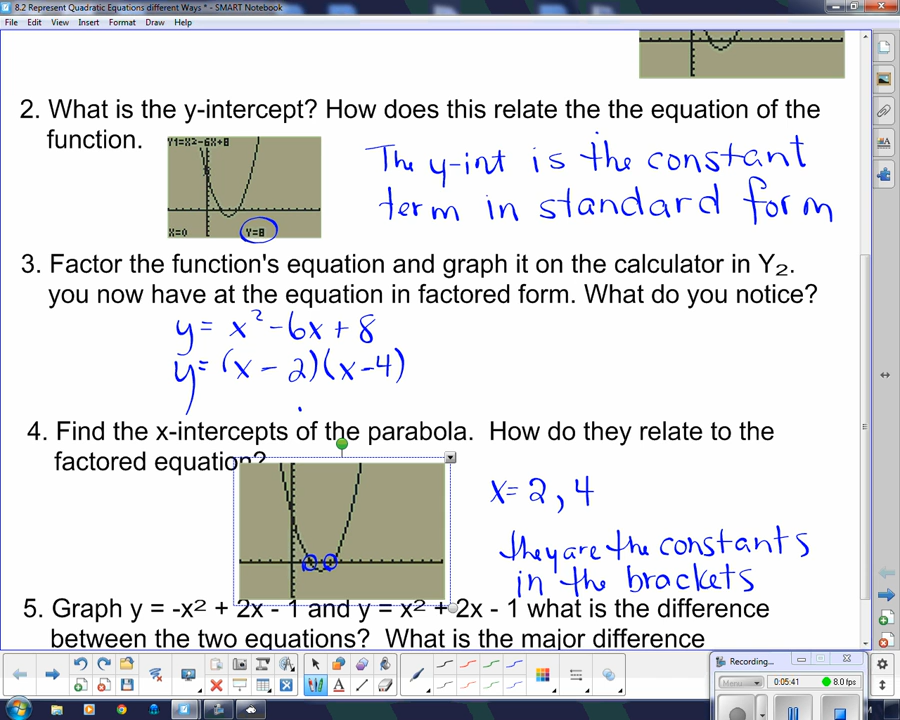 8.2 Represent Quadratic Equations different Ways * - SMART Notebook
File Edit View Insert Format Draw Help
2. What is the y-intercept? How does this relate the the equation of the
function.
Y1=X2-6X+8
X=0 Y=8
The y-int is the constant
term in standard form
3. Factor the function's equation and graph it on the calculator in Y₂.
you now have at the equation in factored form. What do you notice?
y = x² - 6x + 8
y = (x - 2)(x - 4)
4. Find the x-intercepts of the parabola. How do they relate to the
factored equation?
x = 2, 4
they are the constants
in the brackets
5. Graph y = -x² + 2x - 1 and y = x² + 2x - 1 what is the difference
between the two equations? What is the major difference
Recording...
Menu
0:05:41
8.0 fps
5:42 PM